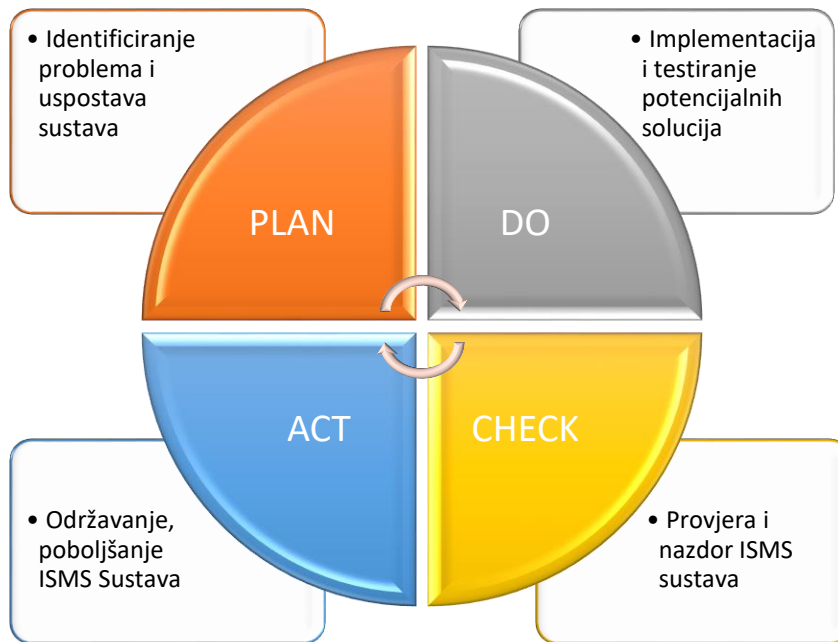 • Identificiranje
problema i
uspostava
sustava
• Implementacija
i testiranje
potencijalnih
solucija
PLAN
DO
ACT
CHECK
• Održavanje,
poboljšanje
ISMS Sustava
• Provjera i
nazdor ISMS
sustava